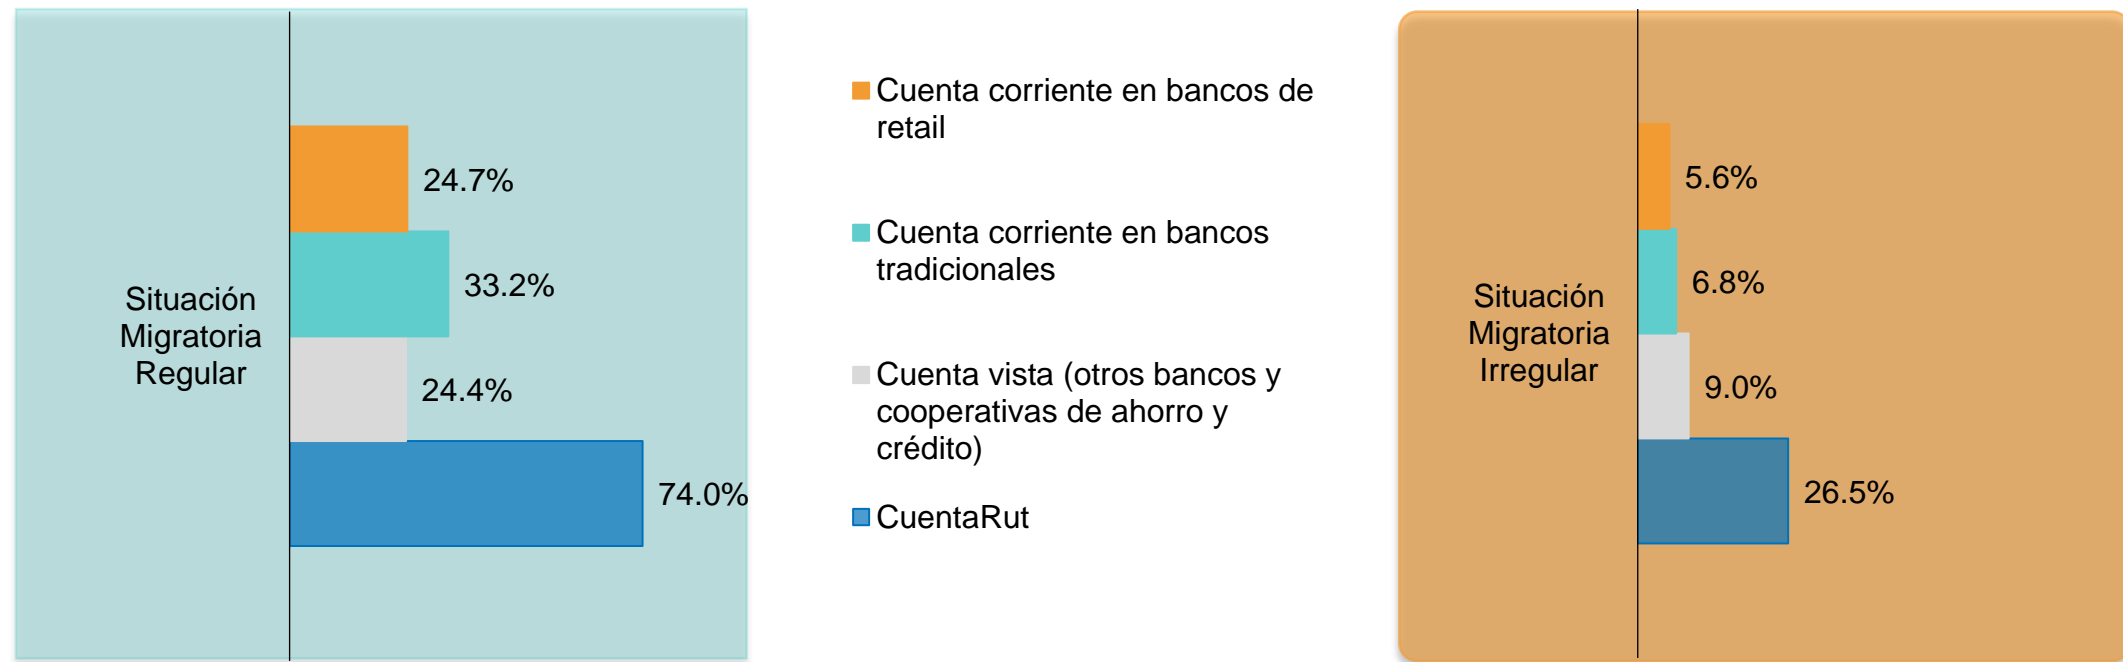 Situación
Migratoria
Regular
24.7%
33.2%
24.4%
74.0%
Cuenta corriente en bancos de
retail
Cuenta corriente en bancos
tradicionales
Cuenta vista (otros bancos y
cooperativas de ahorro y
crédito)
CuentaRut
Situación
Migratoria
Irregular
5.6%
6.8%
9.0%
26.5%